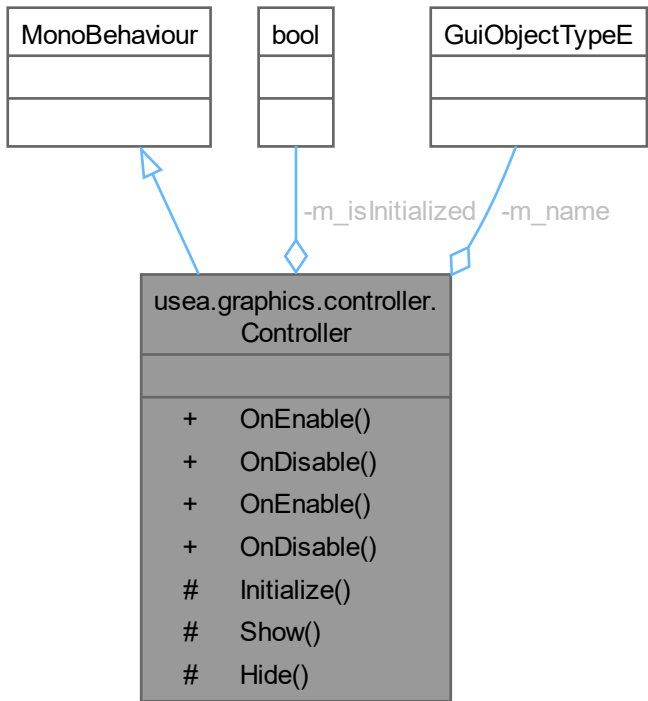 MonoBehaviour
bool
GuiObjectTypeE
-m_isInitialized
-m_name
usea.graphics.controller.
Controller
+ OnEnable()
+ OnDisable()
+ OnEnable()
+ OnDisable()
# Initialize()
# Show()
# Hide()